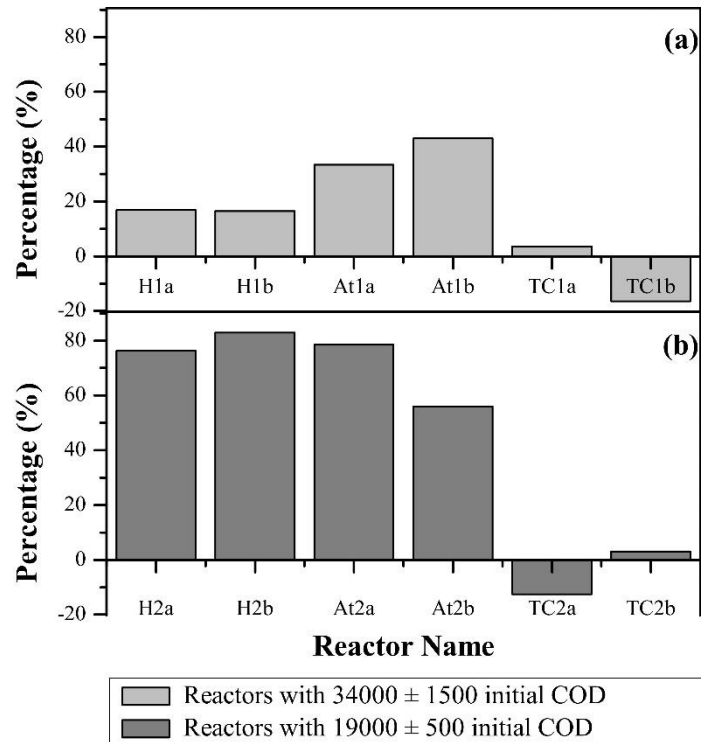 (a)
Percentage (%)
80
60
40
20
0
-20
H1a H1b At1a At1b TC1a TC1b
(b)
Percentage (%)
80
60
40
20
0
-20
H2a H2b At2a At2b TC2a TC2b
Reactor Name
Reactors with 34000 ± 1500 initial COD
Reactors with 19000 ± 500 initial COD